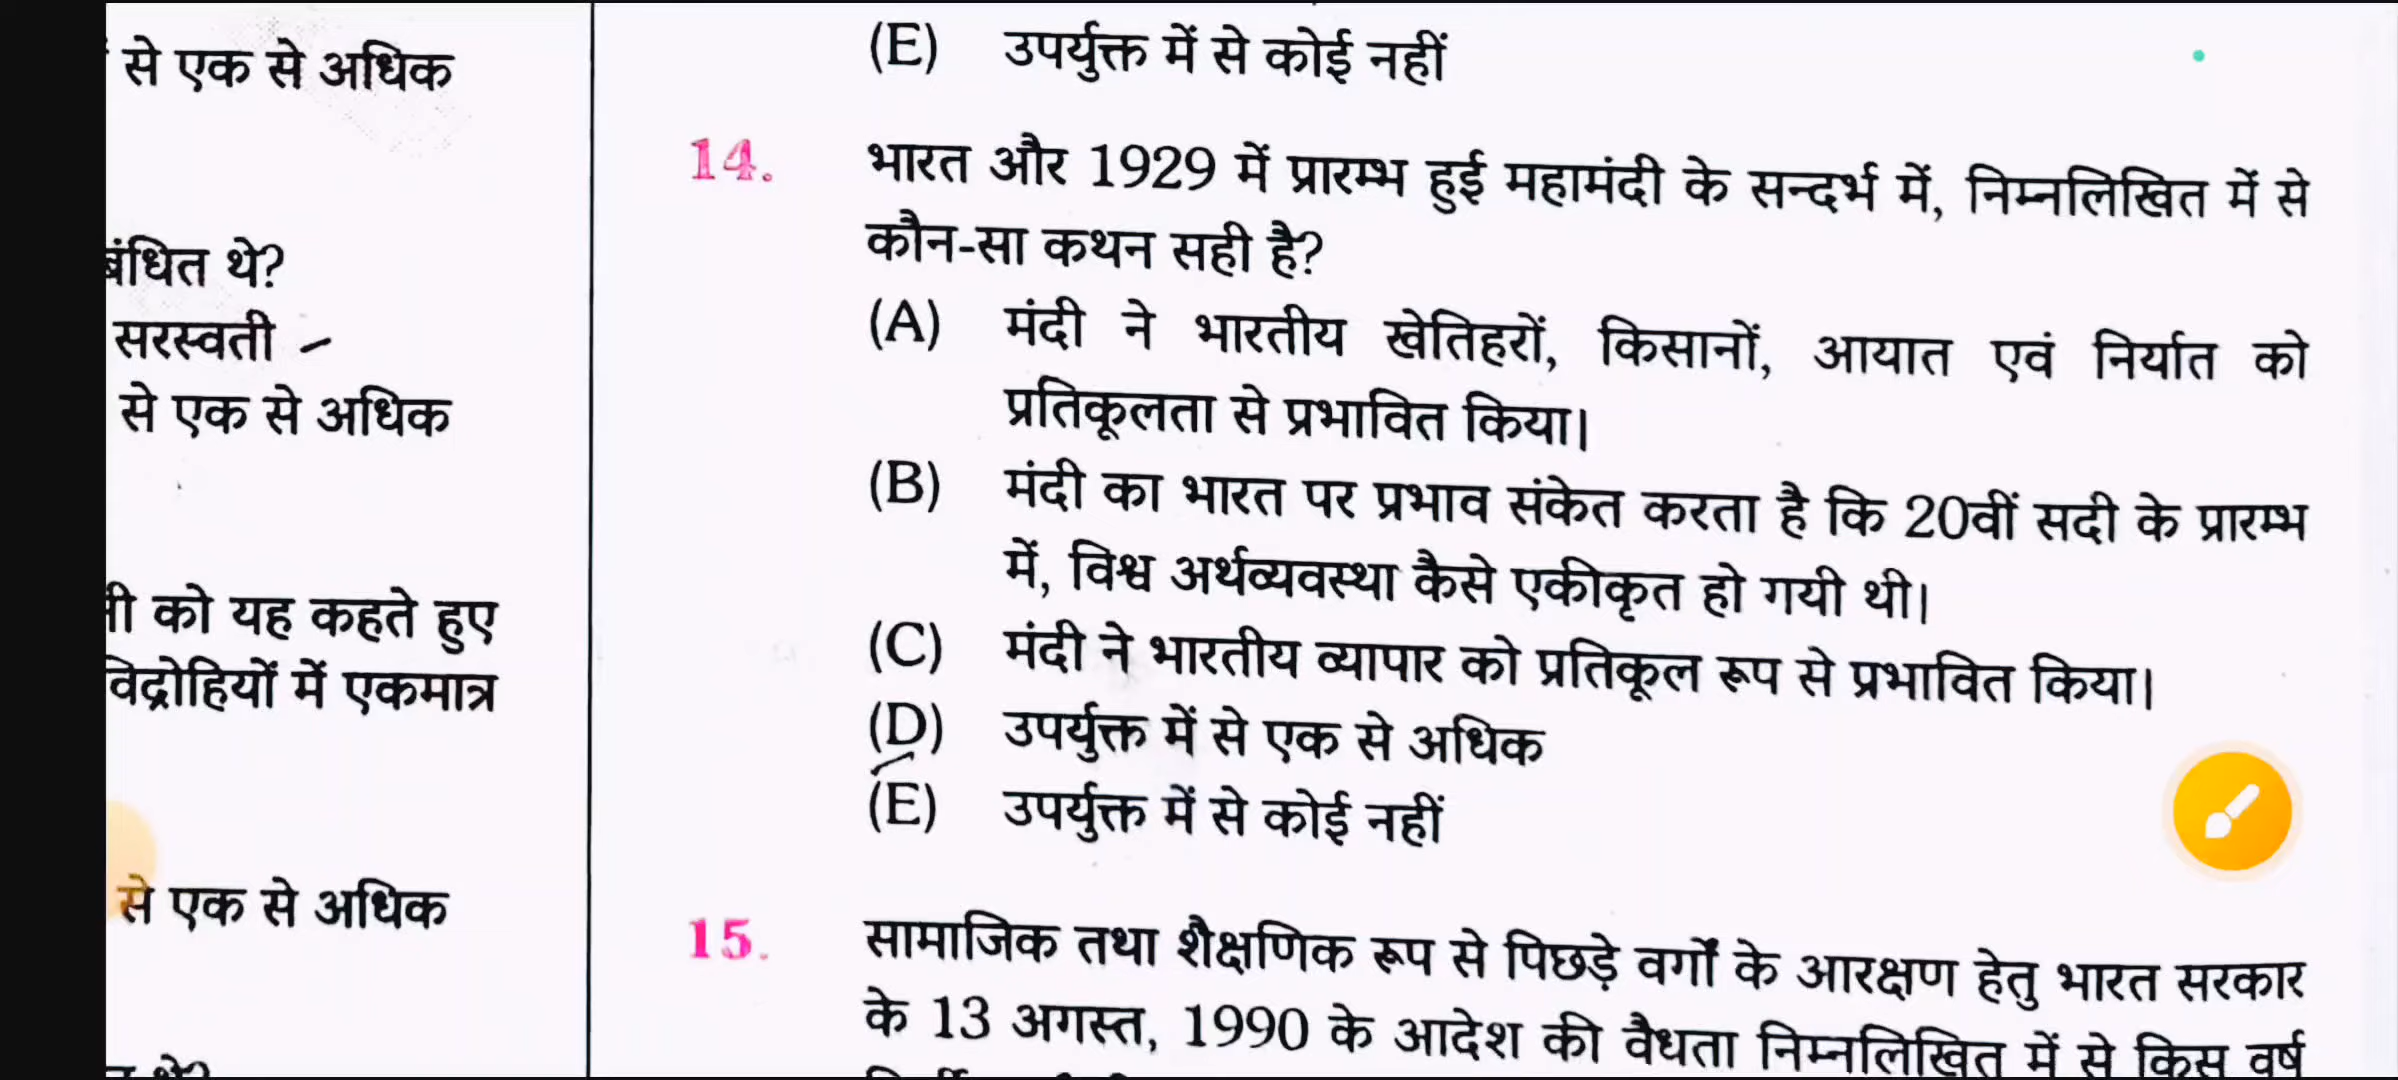 से एक से अधिक
बंधित थे?
सरस्वती
से एक से अधिक
को यह कहते हुए
विद्रोहियों में एकमात्र
से एक से अधिक
(E) उपर्युक्त में से कोई नहीं
14. भारत और 1929 में प्रारम्भ हुई महामंदी के सन्दर्भ में, निम्नलिखित में से
कौन-सा कथन सही है?
(A) मंदी ने भारतीय खेतिहरों, किसानों, आयात एवं निर्यात को
प्रतिकूलता से प्रभावित किया।
(B) मंदी का भारत पर प्रभाव संकेत करता है कि 20वीं सदी के प्रारम्भ
में, विश्व अर्थव्यवस्था कैसे एकीकृत हो गयी थी।
(C) मंदी ने भारतीय व्यापार को प्रतिकूल रूप से प्रभावित किया।
(D) उपर्युक्त में से एक से अधिक
(E) उपर्युक्त में से कोई नहीं
15. सामाजिक तथा शैक्षणिक रूप से पिछड़े वर्गों के आरक्षण हेतु भारत सरकार
के 13 अगस्त, 1990 के आदेश की वैधता निम्नलिखित में से किस वर्ष